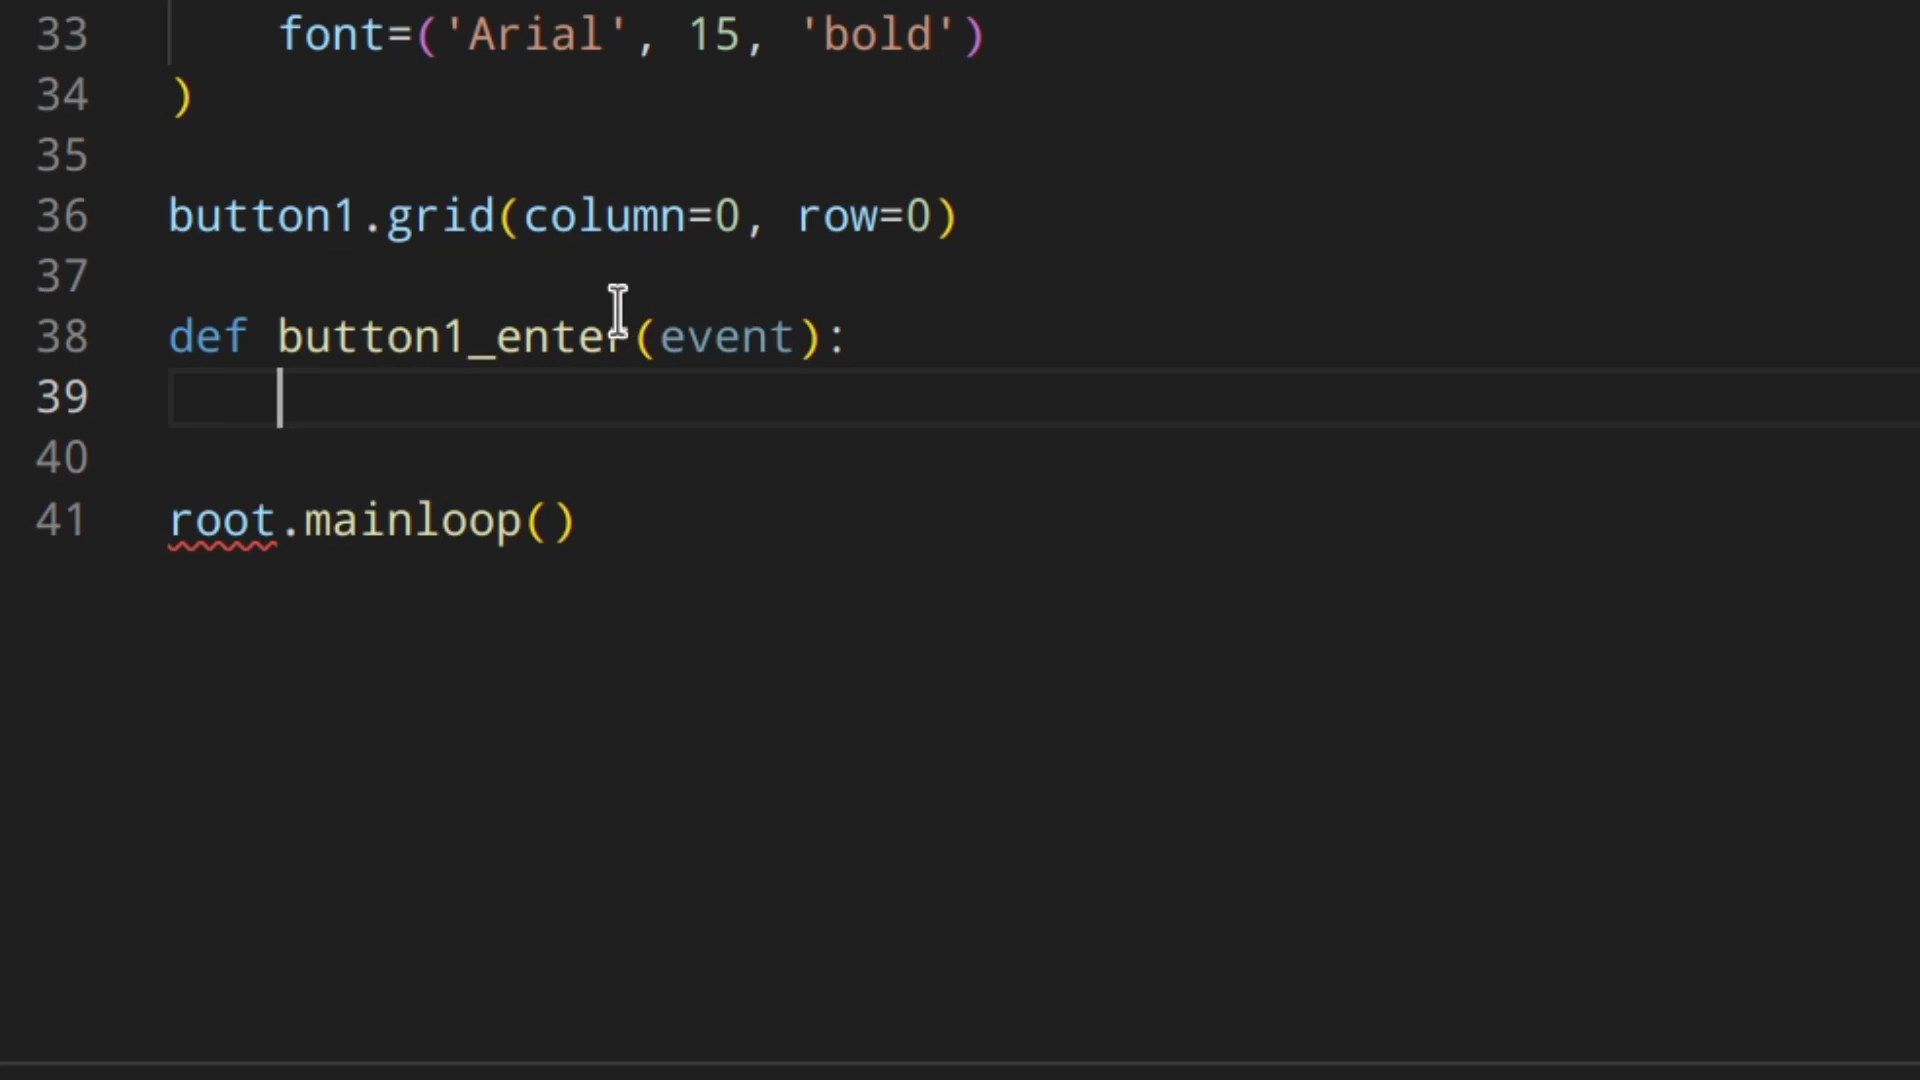 33 font=('Arial', 15, 'bold')
34 )
35
36 button1.grid(column=0, row=0)
37
38 def button1_enter(event):
39
40
41 root.mainloop()